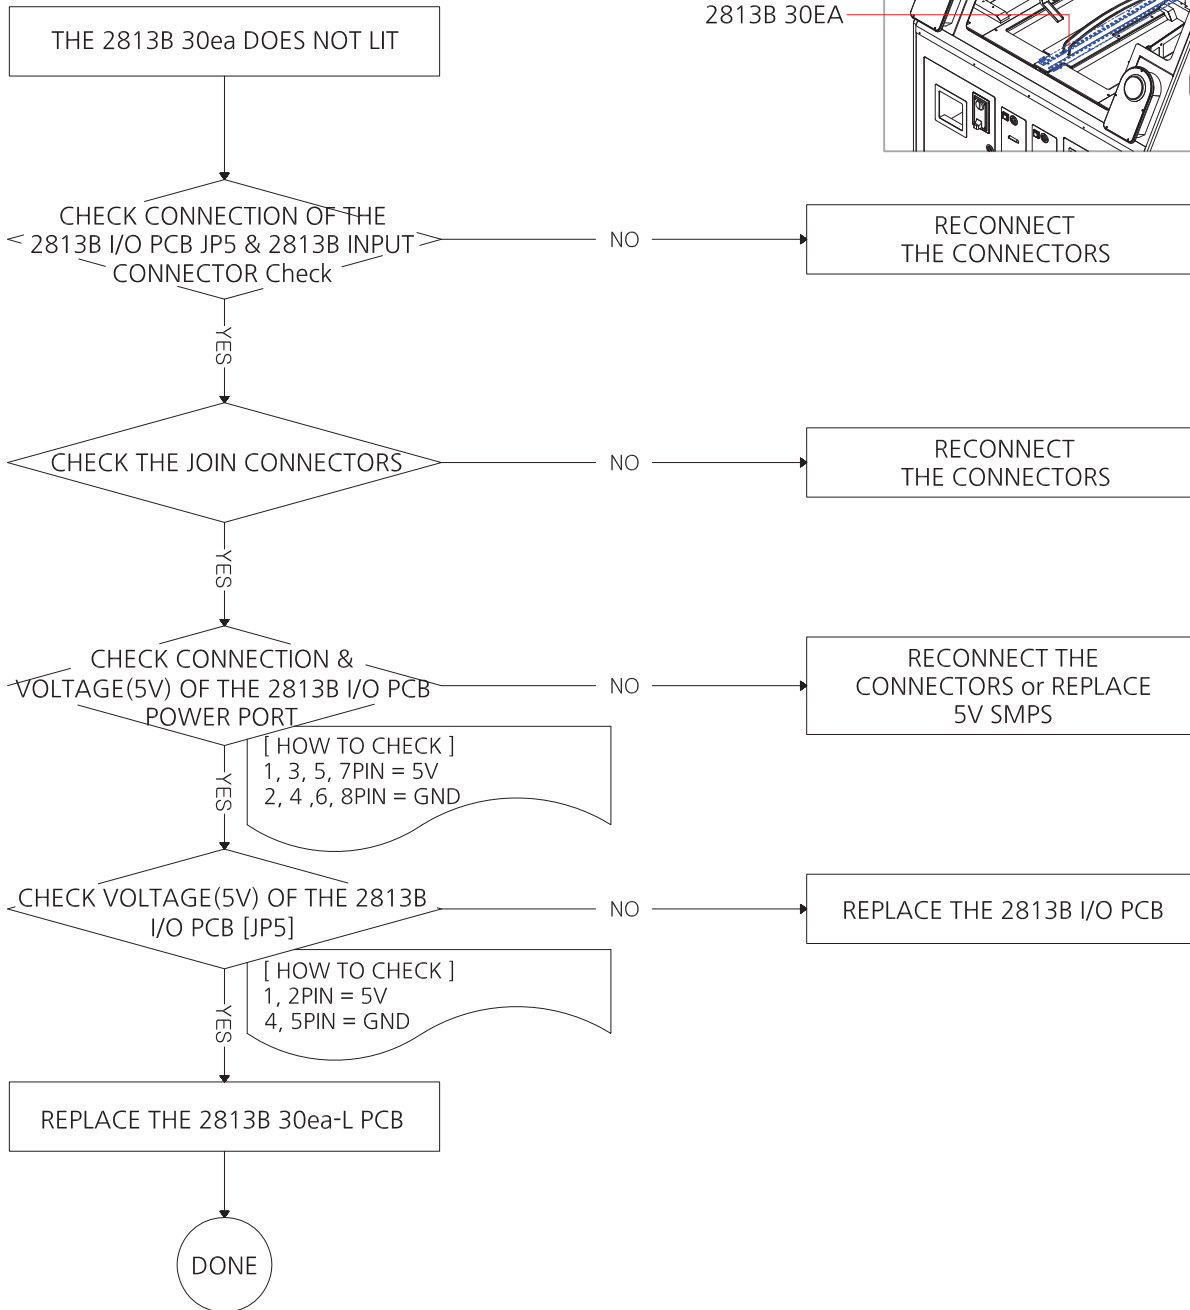 2813B 30EA
THE 2813B 30ea DOES NOT LIT
CHECK CONNECTION OF THE
2813B I/O PCB JP5 & 2813B INPUT
CONNECTOR Check
NO
RECONNECT
THE CONNECTORS
YES
CHECK THE JOIN CONNECTORS
NO
RECONNECT
THE CONNECTORS
YES
CHECK CONNECTION &
VOLTAGE(5V) OF THE 2813B I/O PCB
POWER PORT
NO
RECONNECT THE
CONNECTORS or REPLACE
5V SMPS
[ HOW TO CHECK ]
1, 3, 5, 7PIN = 5V
2, 4 ,6, 8PIN = GND
YES
CHECK VOLTAGE(5V) OF THE 2813B
I/O PCB [JP5]
NO
REPLACE THE 2813B I/O PCB
[ HOW TO CHECK ]
1, 2PIN = 5V
4, 5PIN = GND
YES
REPLACE THE 2813B 30ea-L PCB
DONE